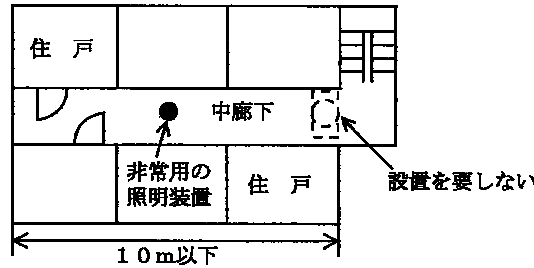 住　戸
中廊下
非常用の
照明装置
住　戸
設置を要しない
１０ｍ以下